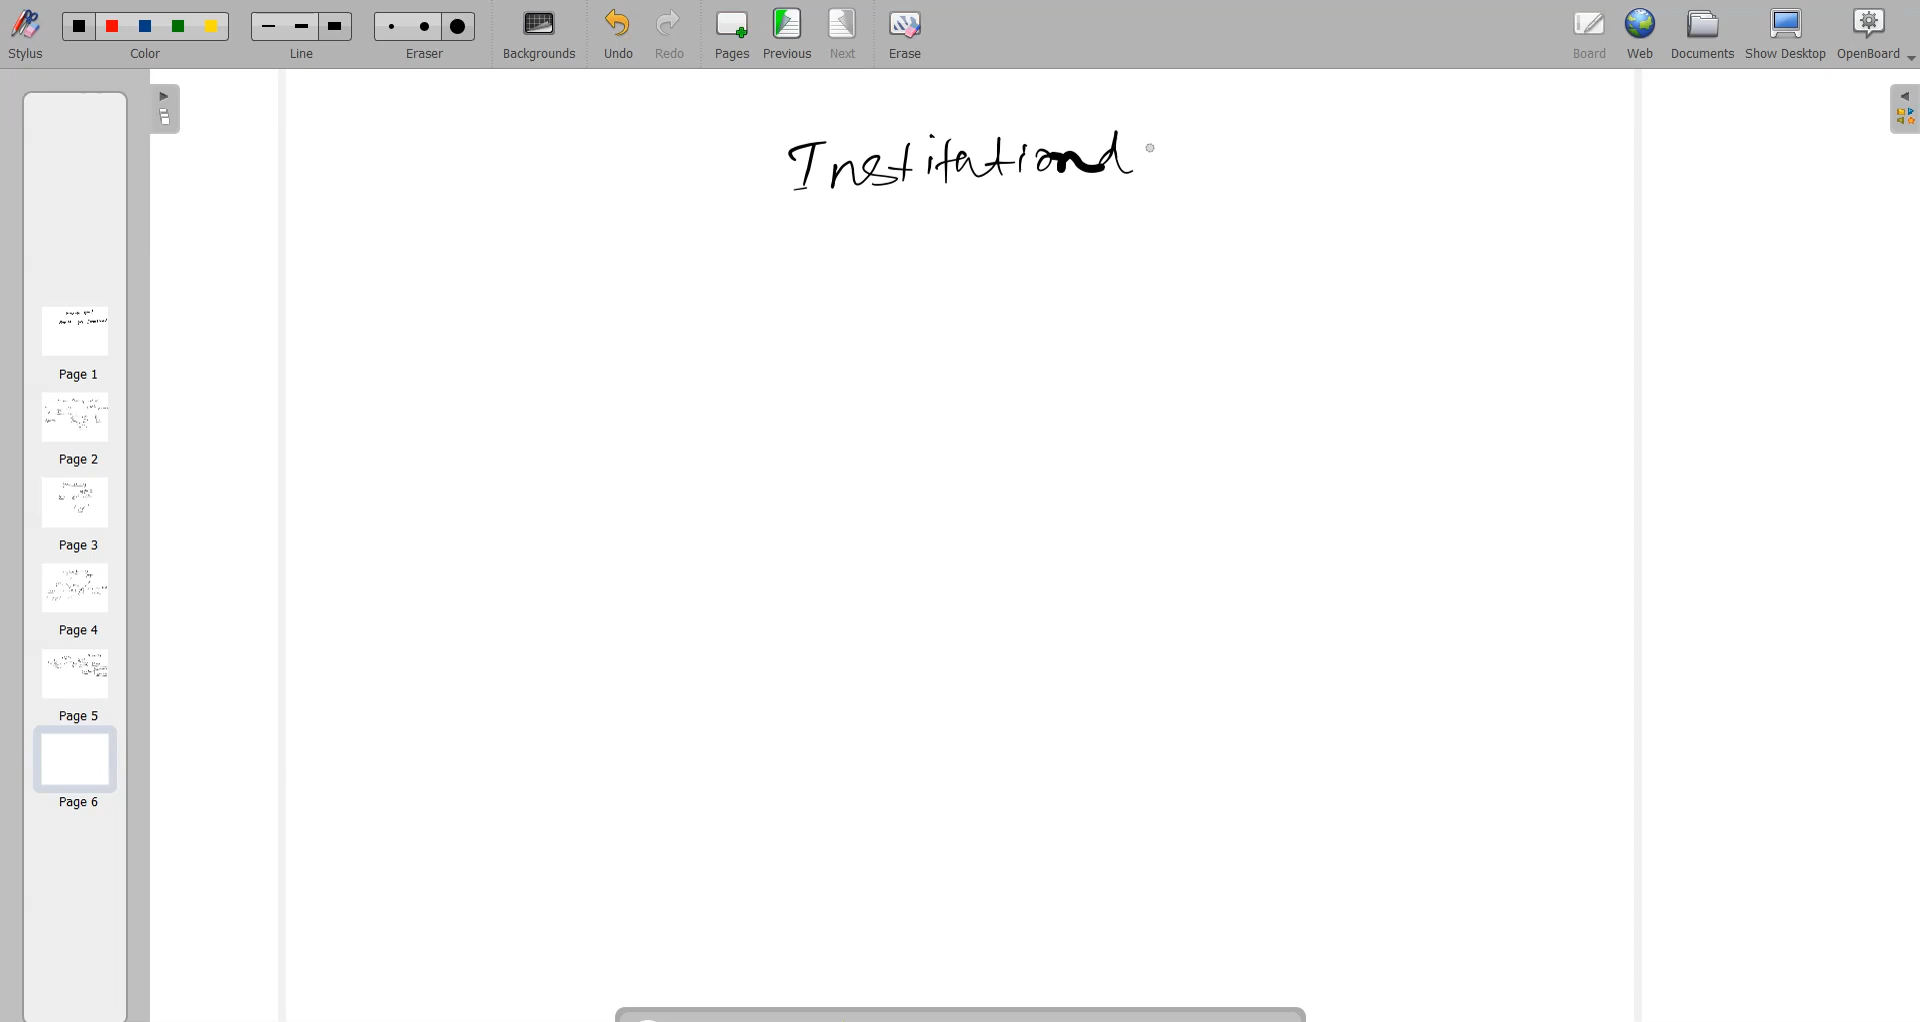 Stylus Color Line Eraser Backgrounds Undo Redo Pages Previous Next Erase Board Web Documents Show Desktop OpenBoard
Institutional
Page 1
Page 2
Page 3
Page 4
Page 5
Page 6